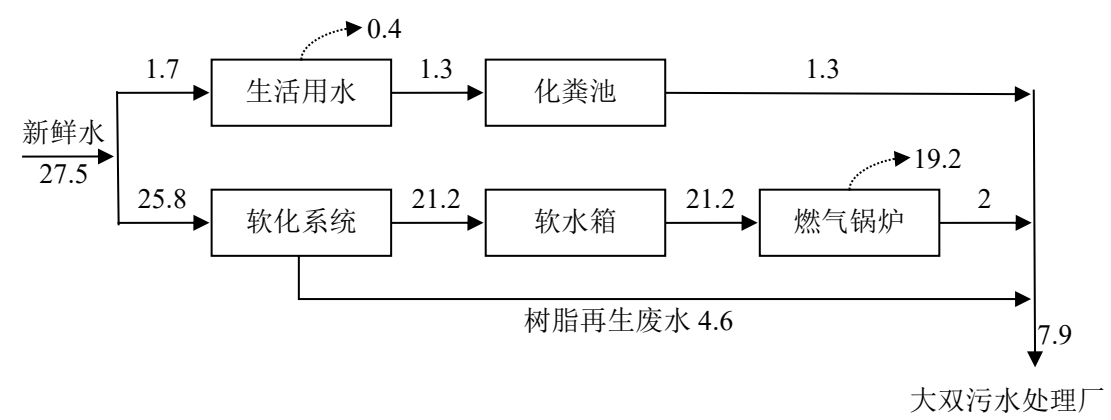 0.4
1.7
生活用水
1.3
化粪池
1.3
新鲜水
27.5
19.2
25.8
软化系统
21.2
软水箱
21.2
燃气锅炉
2
树脂再生废水 4.6
7.9
大双污水处理厂